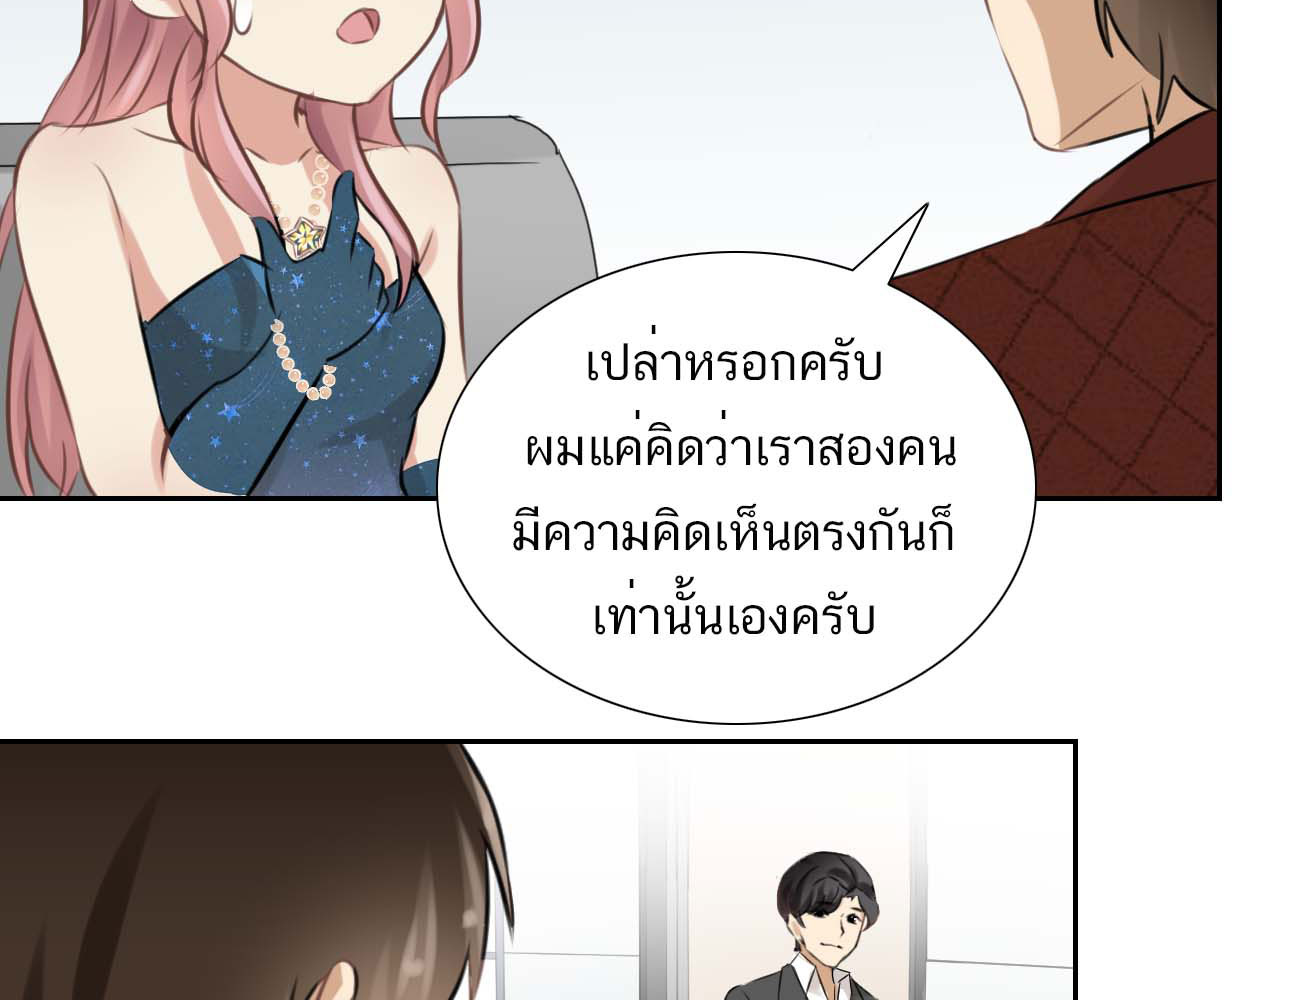 เปล่าหรอกครับ
ผมแค่คิดว่าเราสองคน
มีความคิดเห็นตรงกันก็
เท่านั้นเองครับ